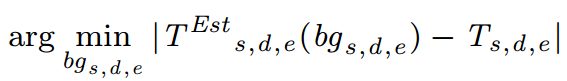 arg min_{bg_{s,d,e}} | T^{Est}_{s,d,e}(bg_{s,d,e}) − T_{s,d,e}|